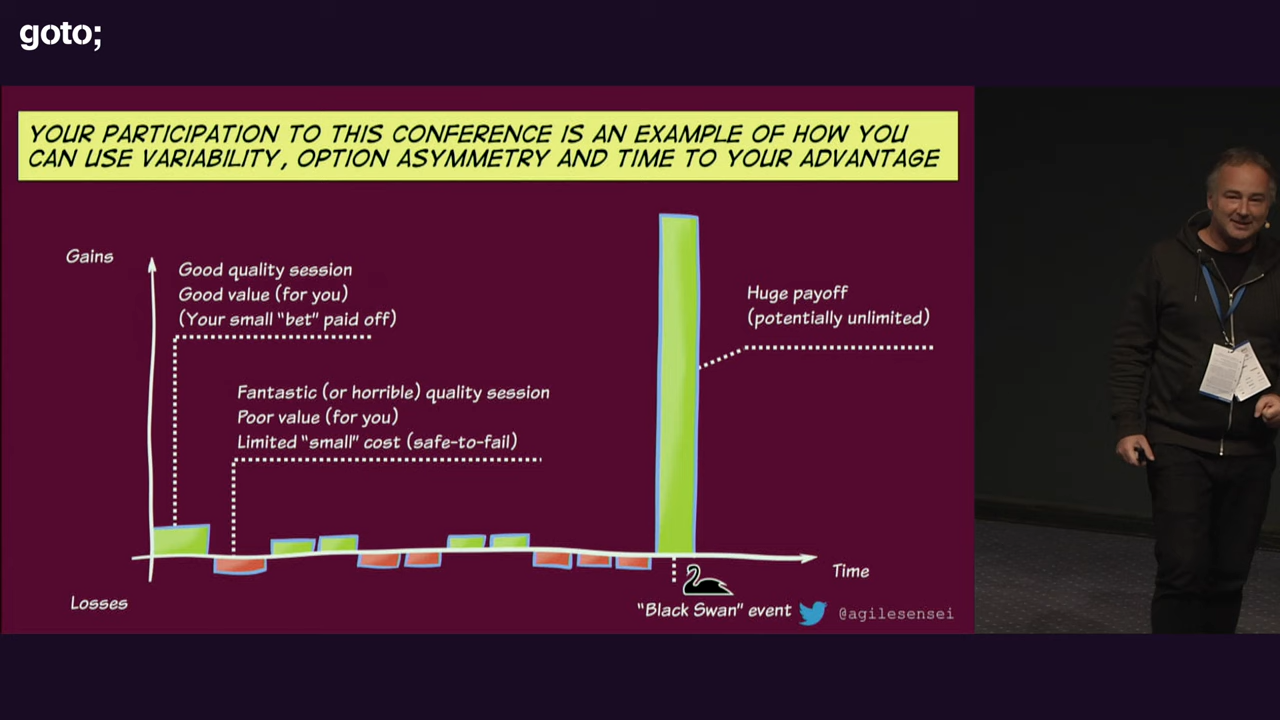 goto;
YOUR PARTICIPATION TO THIS CONFERENCE IS AN EXAMPLE OF HOW YOU
CAN USE VARIABILITY, OPTION ASYMMETRY AND TIME TO YOUR ADVANTAGE
Gains
Good quality session
Good value (for you)
(Your small "bet" paid off)
Huge payoff
(potentially unlimited)
Fantastic (or horrible) quality session
Poor value (for you)
Limited "small" cost (safe-to-fail)
Time
Losses
"Black Swan" event
@agilesensei